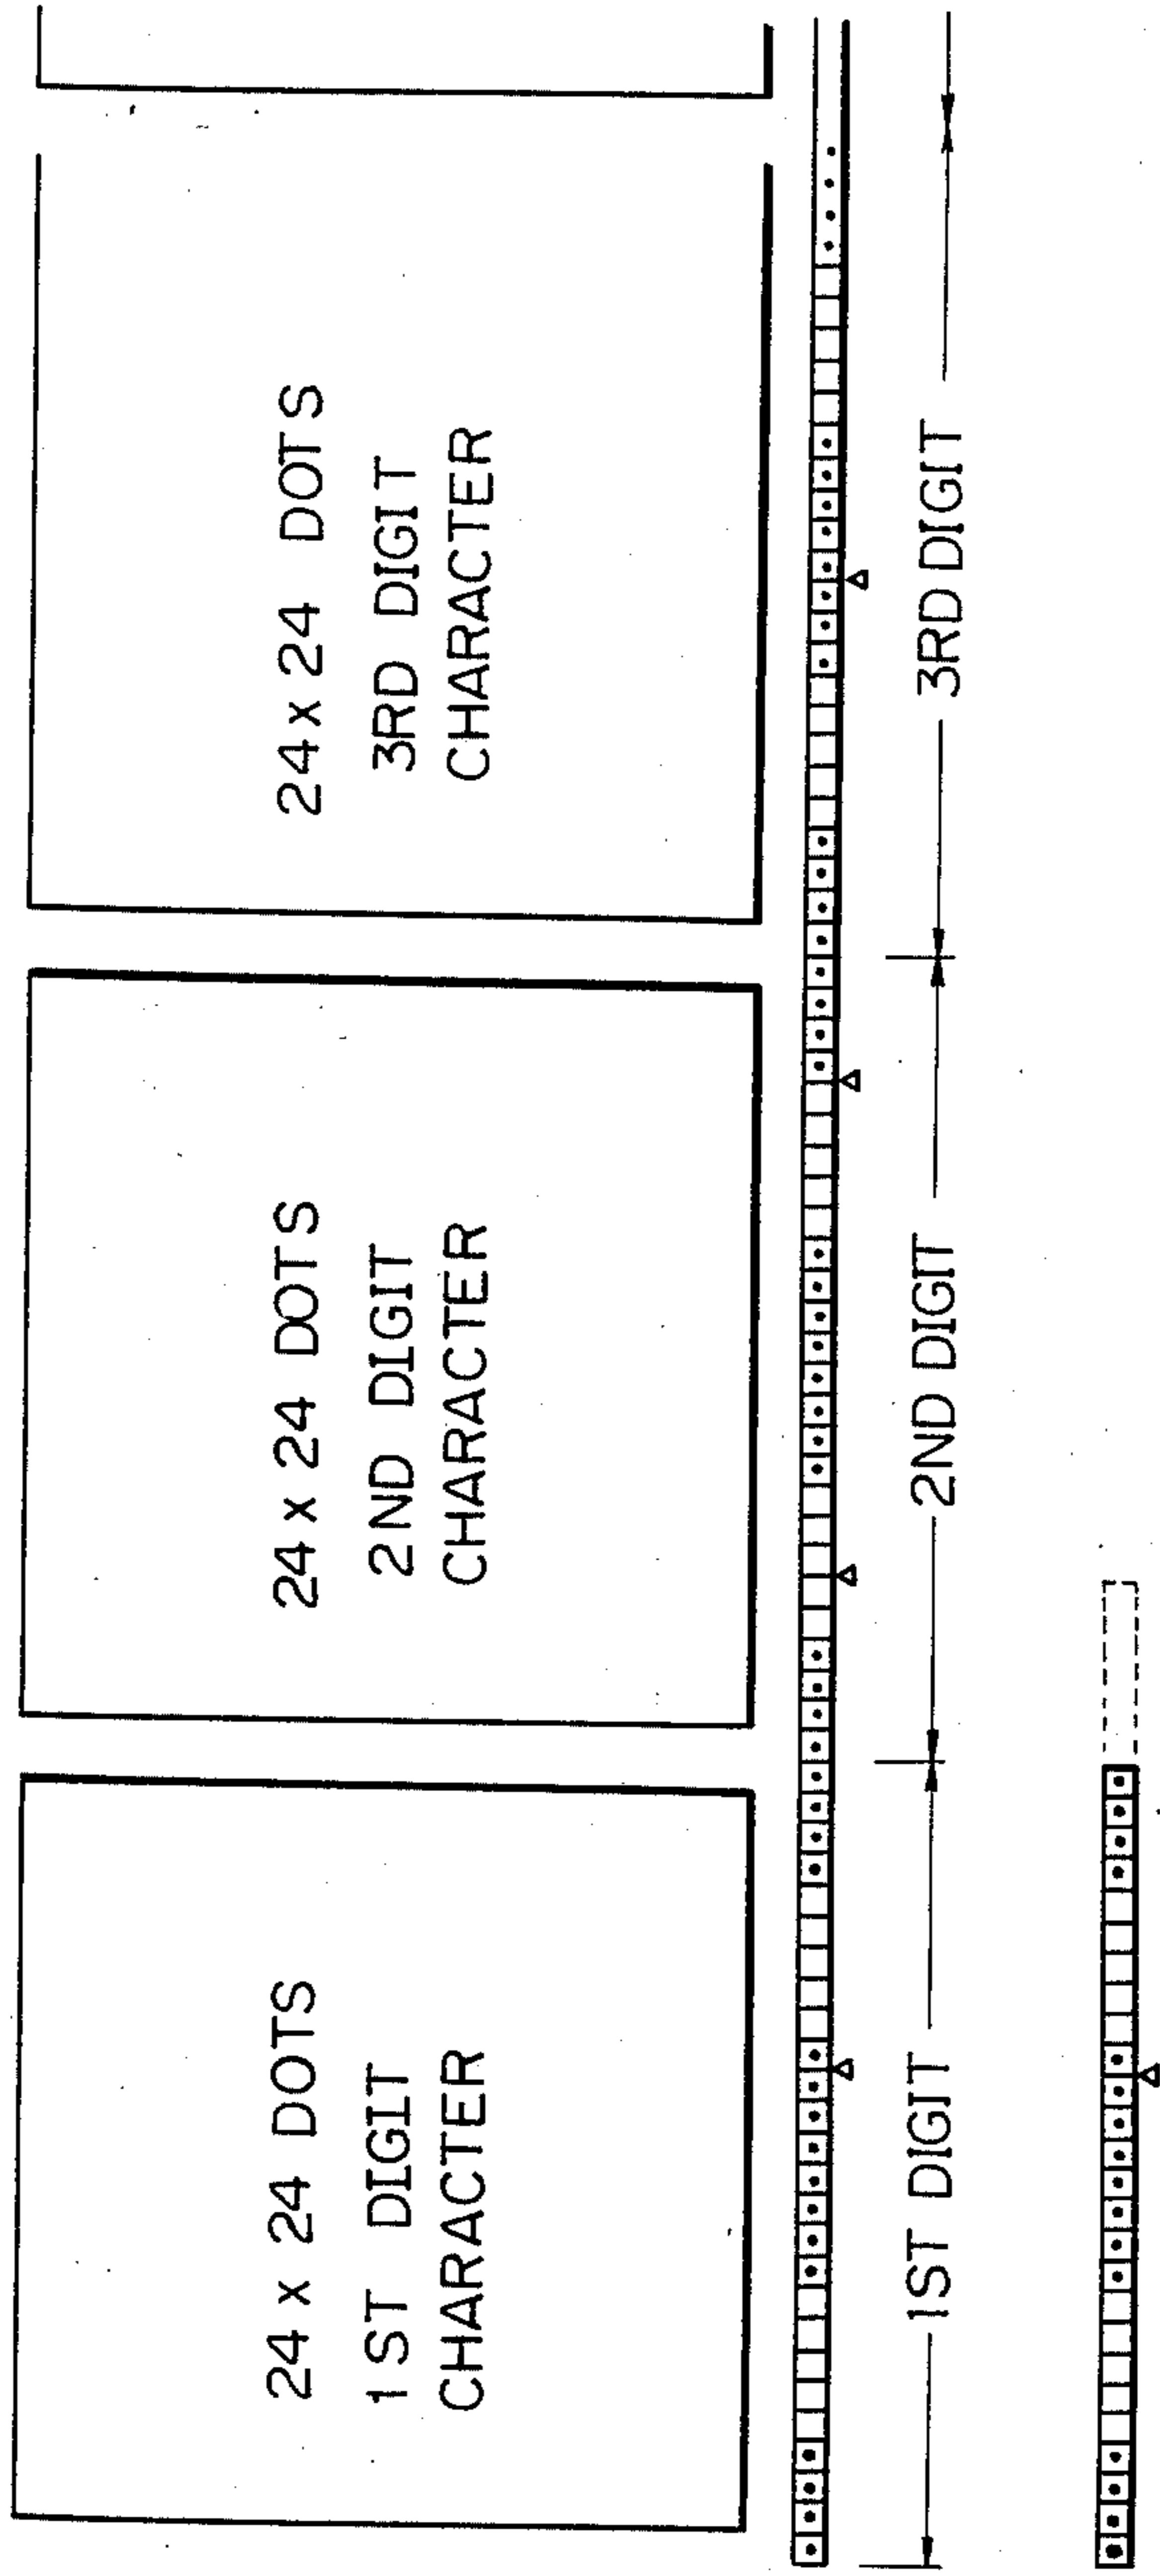 24 x 24 DOTS
1ST DIGIT
CHARACTER
24 x 24 DOTS
2ND DIGIT
CHARACTER
24 x 24 DOTS
3RD DIGIT
CHARACTER
1ST DIGIT
2ND DIGIT
3RD DIGIT